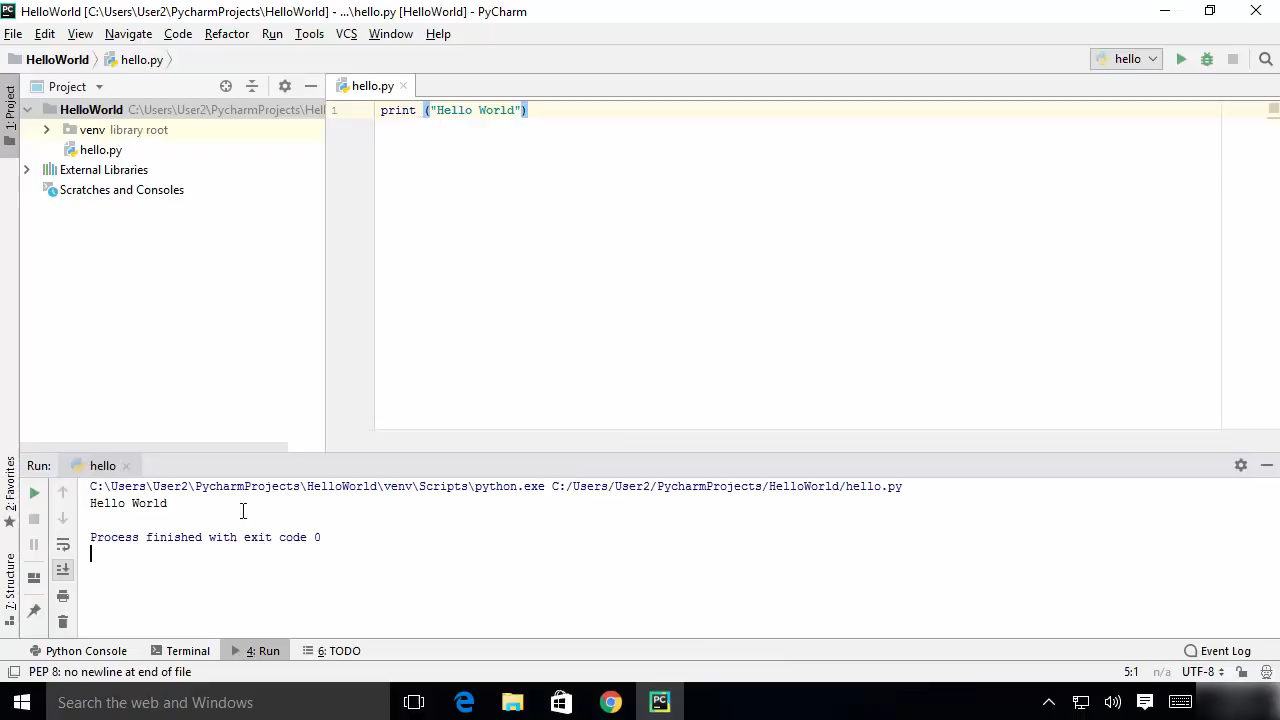 PC HelloWorld [C:\Users\User2\PycharmProjects\HelloWorld] - ...\hello.py [HelloWorld] - PyCharm
File Edit View Navigate Code Refactor Run Tools VCS Window Help
HelloWorld hello.py hello
1: Project
Project hello.py
HelloWorld C:\Users\User2\PycharmProjects\Hell
1 print ("Hello World")
venv library root
hello.py
External Libraries
Scratches and Consoles
2: Favorites
7: Structure
Run: hello
C:\Users\User2\PycharmProjects\HelloWorld\venv\Scripts\python.exe C:/Users/User2/PycharmProjects/HelloWorld/hello.py
Hello World
Process finished with exit code 0
Python Console Terminal 4: Run 6: TODO Event Log
PEP 8: no newline at end of file 5:1 n/a UTF-8
Search the web and Windows PC